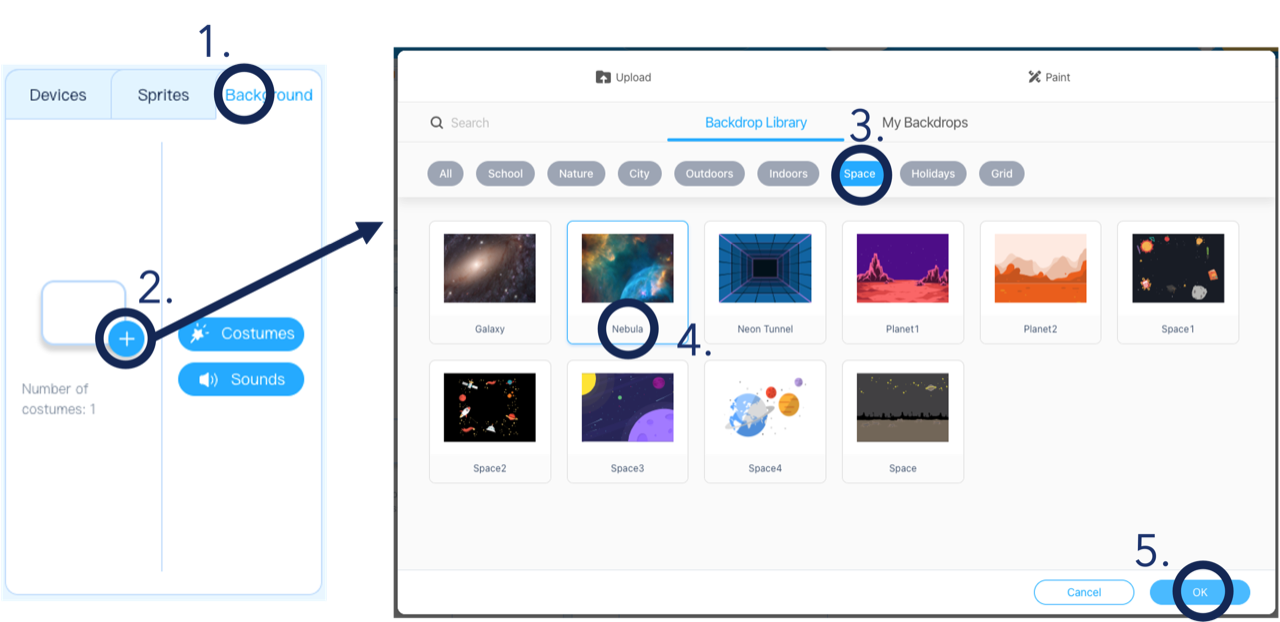 1.
Devices
Sprites
Background
2.
Costumes
Sounds
Number of
costumes: 1
Upload
Paint
Search
Backdrop Library
3.
My Backdrops
All
School
Nature
City
Outdoors
Indoors
Space
Holidays
Grid
Galaxy
Nebula
4.
Neon Tunnel
Planet1
Planet2
Space1
Space2
Space3
Space4
Space
5.
Cancel
OK